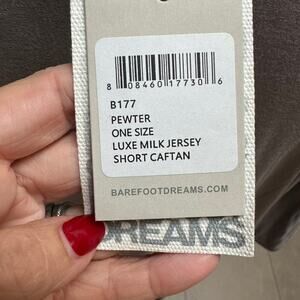 8 08460 17730 6
B177
PEWTER
ONE SIZE
LUXE MILK JERSEY
SHORT CAFTAN
BAREFOOTDREAMS.COM
DREAMS